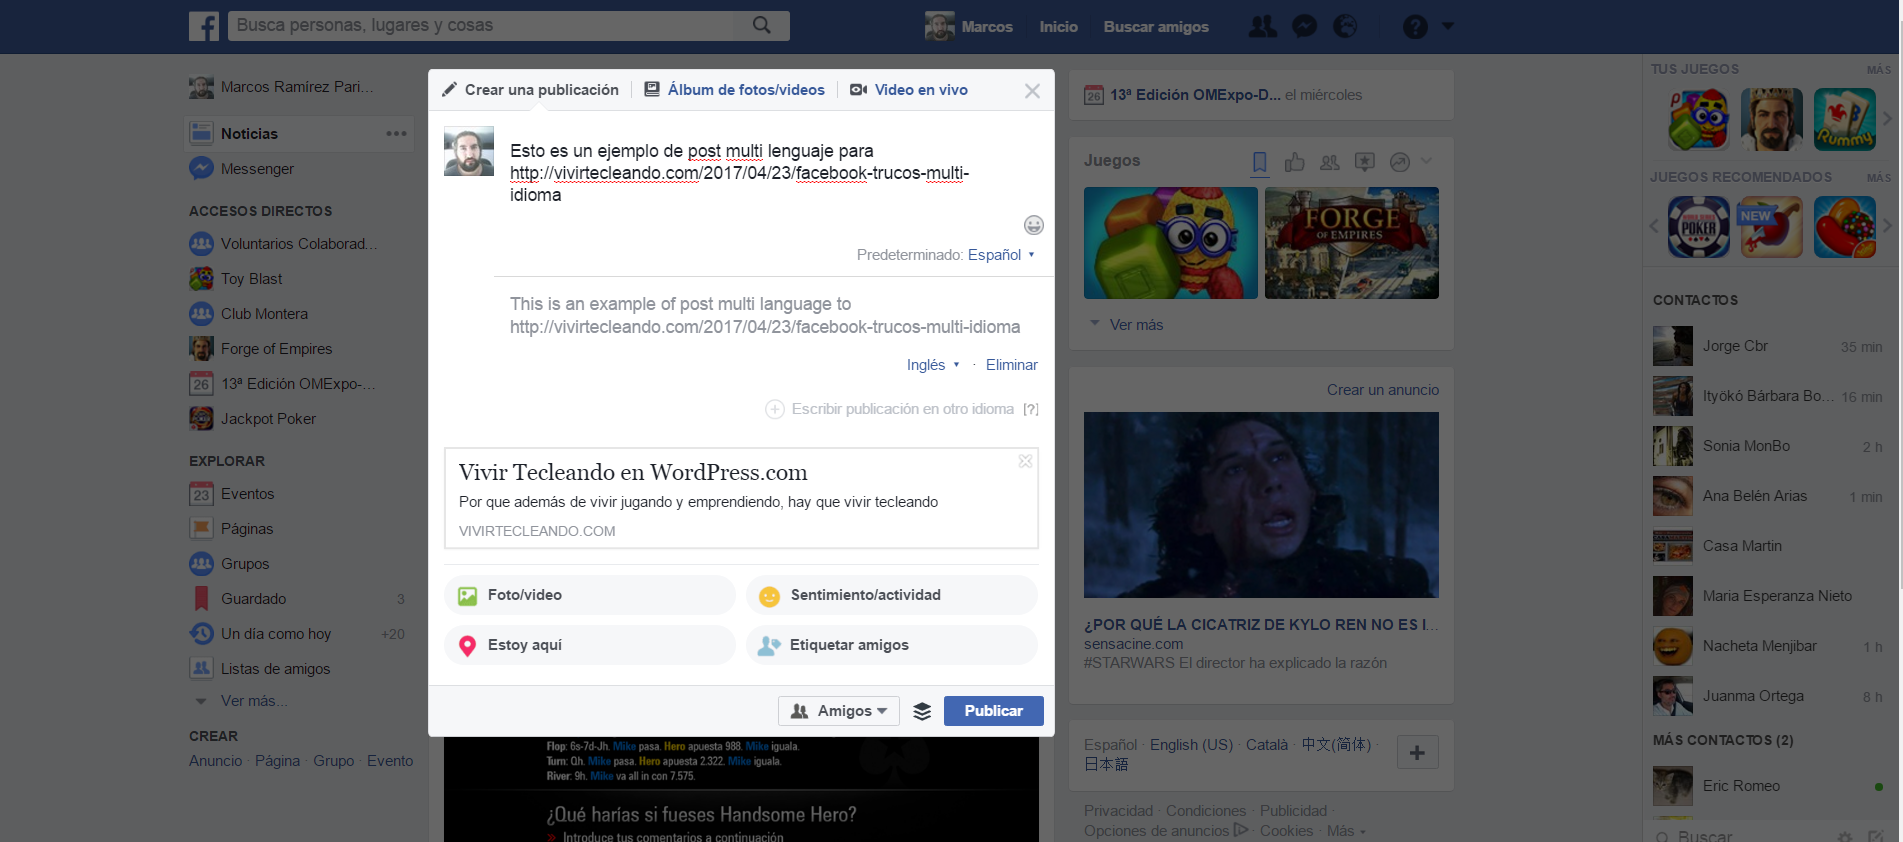 Busca personas, lugares y cosas
Marcos
Inicio
Buscar amigos
Marcos Ramírez Pari...
Noticias
Messenger
ACCESOS DIRECTOS
Voluntarios Colaborad...
Toy Blast
Club Montera
Forge of Empires
26 13ª Edición OMExpo-...
Jackpot Poker
EXPLORAR
23 Eventos
Páginas
Grupos
Guardado 3
Un día como hoy +20
Listas de amigos
Ver más...
CREAR
Anuncio · Página · Grupo · Evento
Crear una publicación
Álbum de fotos/videos
Video en vivo
Esto es un ejemplo de post multi lenguaje para
http://vivirtecleando.com/2017/04/23/facebook-trucos-multi-
idioma
Predeterminado: Español
This is an example of post multi language to
http://vivirtecleando.com/2017/04/23/facebook-trucos-multi-idioma
Inglés · Eliminar
Escribir publicación en otro idioma [?]
Vivir Tecleando en WordPress.com
Por que además de vivir jugando y emprendiendo, hay que vivir tecleando
VIVIRTECLEANDO.COM
Foto/video
Sentimiento/actividad
Estoy aquí
Etiquetar amigos
Amigos
Publicar
Flop: 6s-7d-Jh. Mike pasa. Hero apuesta 988. Mike iguala.
Turn: Qh. Mike pasa. Hero apuesta 2.322. Mike iguala.
River: 9h. Mike va all in con 7.575.
¿Qué harías si fueses Handsome Hero?
» Introduce tus comentarios a continuación
26 13ª Edición OMExpo-D... el miércoles
Juegos
FORGE
OF EMPIRES
Ver más
Crear un anuncio
¿POR QUÉ LA CICATRIZ DE KYLO REN NO ES I...
sensacine.com
#STARWARS El director ha explicado la razón
Español · English (US) · Català · 中文(简体) ·
日本語
Privacidad · Condiciones · Publicidad ·
Opciones de anuncios · Cookies · Más
TUS JUEGOS MÁS
Rummy
JUEGOS RECOMENDADOS MÁS
POKER
NEW
CONTACTOS
Jorge Cbr 35 min
Ityökó Bárbara Bo... 16 min
Sonia MonBo 2 h
Ana Belén Arias 1 min
Casa Martin
Maria Esperanza Nieto
Nacheta Menjibar 1 h
Juanma Ortega 8 h
MÁS CONTACTOS (2)
Eric Romeo
Buscar